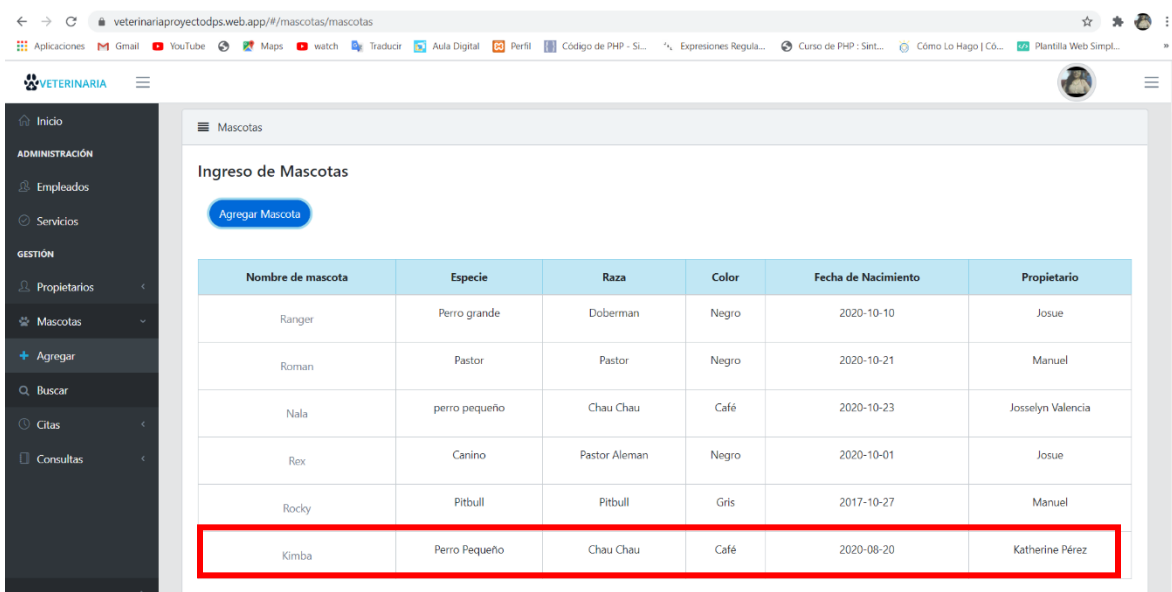 veterinariaproyectodps.web.app/#/mascotas/mascotas
Aplicaciones Gmail YouTube Maps watch Traducir Aula Digital Perfil Código de PHP - Si... Expresiones Regula... Curso de PHP : Sint... Cómo Lo Hago | Có... Plantilla Web Simpl... »
VETERINARIA
Inicio
ADMINISTRACIÓN
Empleados
Servicios
GESTIÓN
Propietarios
Mascotas
Agregar
Buscar
Citas
Consultas
Mascotas
Ingreso de Mascotas
Agregar Mascota
Nombre de mascota Especie Raza Color Fecha de Nacimiento Propietario
Ranger Perro grande Doberman Negro 2020-10-10 Josue
Roman Pastor Pastor Negro 2020-10-21 Manuel
Nala perro pequeño Chau Chau Café 2020-10-23 Josselyn Valencia
Rex Canino Pastor Aleman Negro 2020-10-01 Josue
Rocky Pitbull Pitbull Gris 2017-10-27 Manuel
Kimba Perro Pequeño Chau Chau Café 2020-08-20 Katherine Pérez